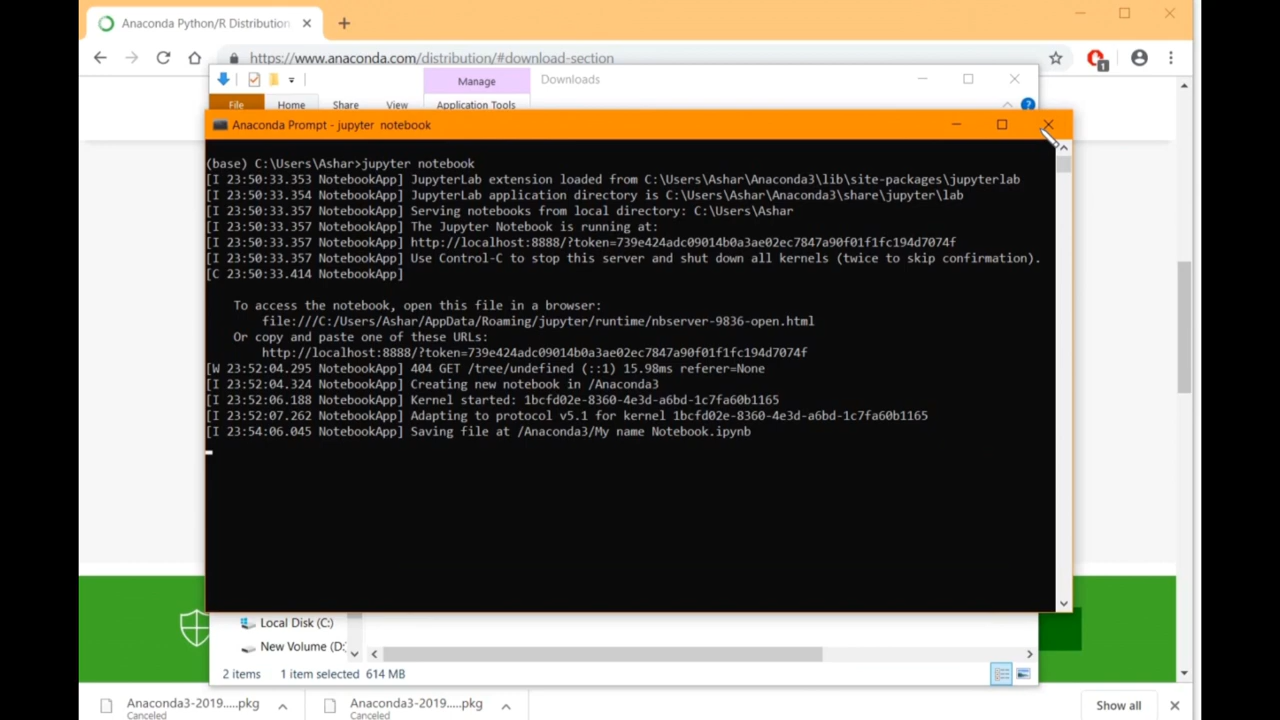 Anaconda Python/R Distribution
https://www.anaconda.com/distribution/#download-section
1
Manage
Downloads
File Home Share View Application Tools
Anaconda Prompt - jupyter notebook
(base) C:\Users\Ashar>jupyter notebook
[I 23:50:33.353 NotebookApp] JupyterLab extension loaded from C:\Users\Ashar\Anaconda3\lib\site-packages\jupyterlab
[I 23:50:33.354 NotebookApp] JupyterLab application directory is C:\Users\Ashar\Anaconda3\share\jupyter\lab
[I 23:50:33.357 NotebookApp] Serving notebooks from local directory: C:\Users\Ashar
[I 23:50:33.357 NotebookApp] The Jupyter Notebook is running at:
[I 23:50:33.357 NotebookApp] http://localhost:8888/?token=739e424adc09014b0a3ae02ec7847a90f01f1fc194d7074f
[I 23:50:33.357 NotebookApp] Use Control-C to stop this server and shut down all kernels (twice to skip confirmation).
[C 23:50:33.414 NotebookApp]
To access the notebook, open this file in a browser:
file:///C:/Users/Ashar/AppData/Roaming/jupyter/runtime/nbserver-9836-open.html
Or copy and paste one of these URLs:
http://localhost:8888/?token=739e424adc09014b0a3ae02ec7847a90f01f1fc194d7074f
[W 23:52:04.295 NotebookApp] 404 GET /tree/undefined (::1) 15.98ms referer=None
[I 23:52:04.324 NotebookApp] Creating new notebook in /Anaconda3
[I 23:52:06.188 NotebookApp] Kernel started: 1bcfd02e-8360-4e3d-a6bd-1c7fa60b1165
[I 23:52:07.262 NotebookApp] Adapting to protocol v5.1 for kernel 1bcfd02e-8360-4e3d-a6bd-1c7fa60b1165
[I 23:54:06.045 NotebookApp] Saving file at /Anaconda3/My name Notebook.ipynb
Local Disk (C:)
New Volume (D:
2 items 1 item selected 614 MB
Anaconda3-2019.....pkg Anaconda3-2019.....pkg Show all
Canceled Canceled